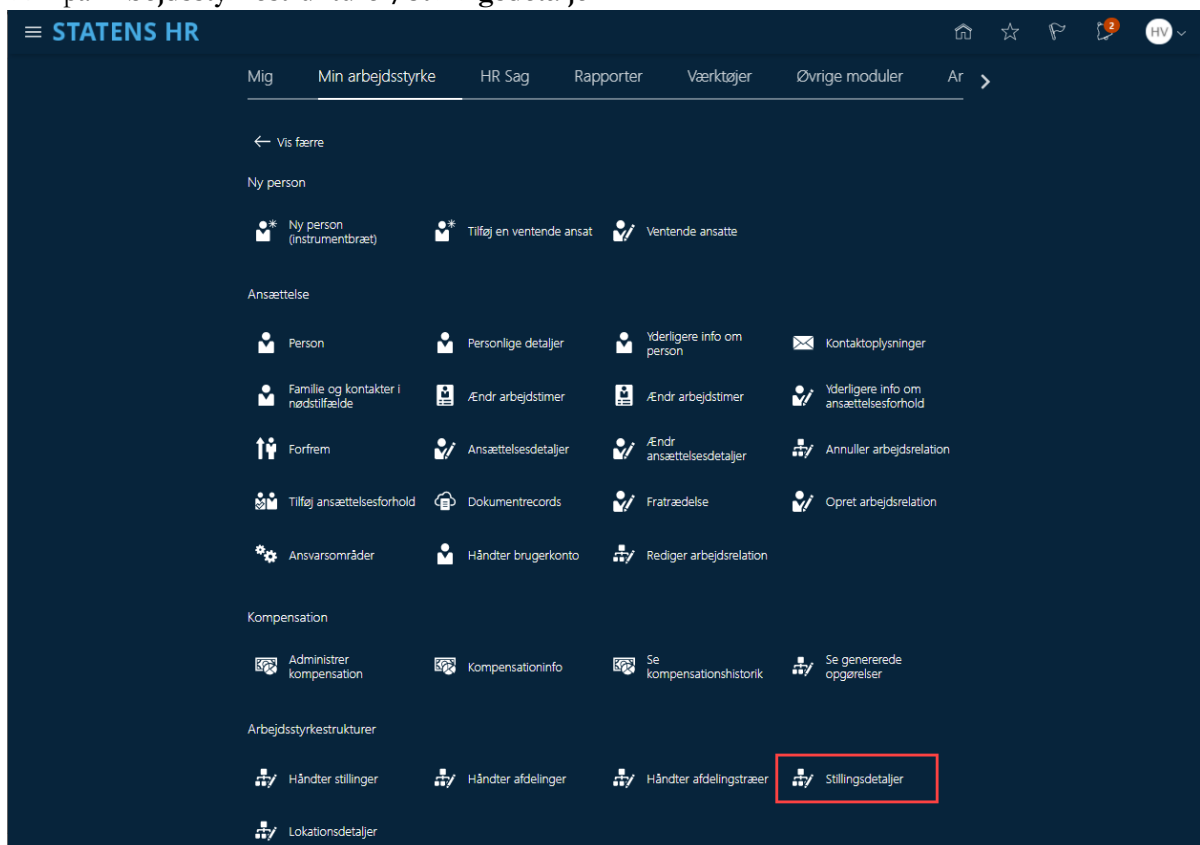 STATENS HR
2
HV
Mig Min arbejdsstyrke HR Sag Rapporter Værktøjer Øvrige moduler Ar
Vis færre
Ny person
Ny person (instrumentbræt) Tilføj en ventende ansat Ventende ansatte
Ansættelse
Person Personlige detaljer Yderligere info om person Kontaktoplysninger
Familie og kontakter i nødstilfælde Ændr arbejdstimer Ændr arbejdstimer Yderligere info om ansættelsesforhold
Forfrem Ansættelsesdetaljer Ændr ansættelsesdetaljer Annuller arbejdsrelation
Tilføj ansættelsesforhold Dokumentrecords Fratrædelse Opret arbejdsrelation
Ansvarsområder Håndter brugerkonto Rediger arbejdsrelation
Kompensation
Administrer kompensation Kompensationinfo Se kompensationshistorik Se genererede opgørelser
Arbejdsstyrkestrukturer
Håndter stillinger Håndter afdelinger Håndter afdelingstræer Stillingsdetaljer
Lokationsdetaljer